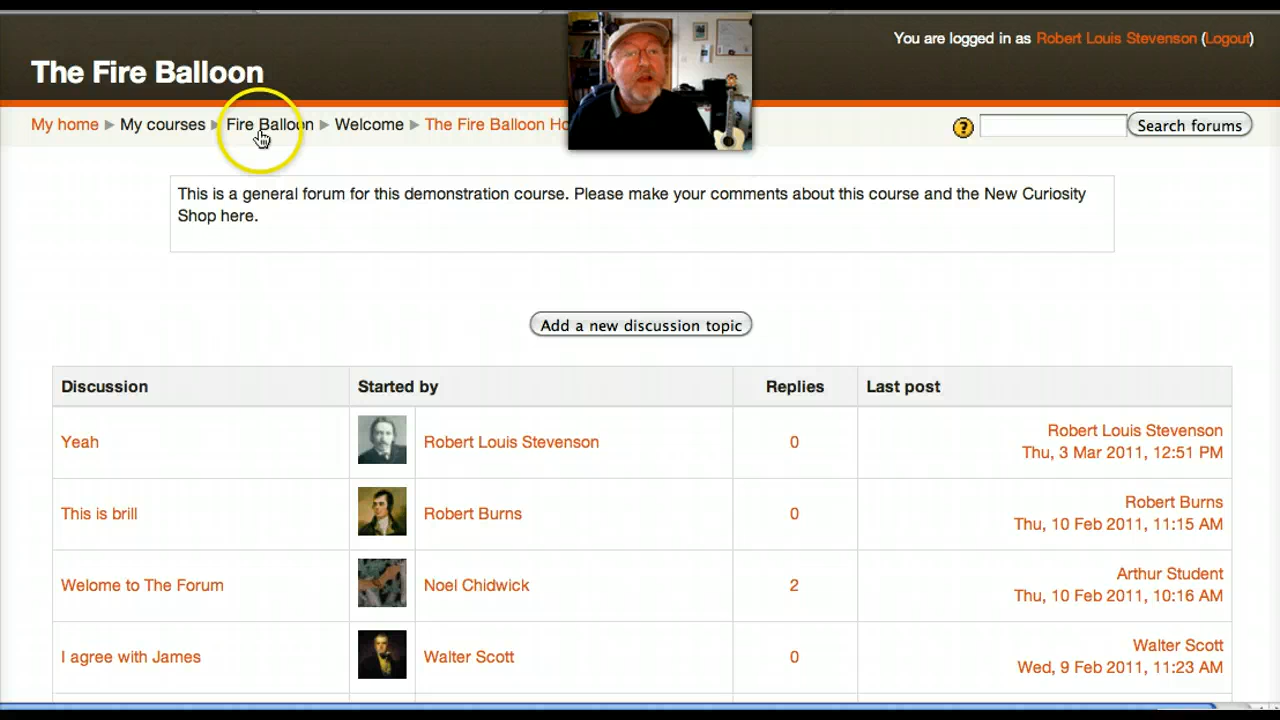 You are logged in as Robert Louis Stevenson (Logout)
The Fire Balloon
My home ▶ My courses ▶ Fire Balloon ▶ Welcome ▶ The Fire Balloon
Search forums
This is a general forum for this demonstration course. Please make your comments about this course and the New Curiosity
Shop here.
Add a new discussion topic
Discussion Started by Replies Last post
Yeah Robert Louis Stevenson 0 Robert Louis Stevenson
Thu, 3 Mar 2011, 12:51 PM
This is brill Robert Burns 0 Robert Burns
Thu, 10 Feb 2011, 11:15 AM
Welome to The Forum Noel Chidwick 2 Arthur Student
Thu, 10 Feb 2011, 10:16 AM
I agree with James Walter Scott 0 Walter Scott
Wed, 9 Feb 2011, 11:23 AM